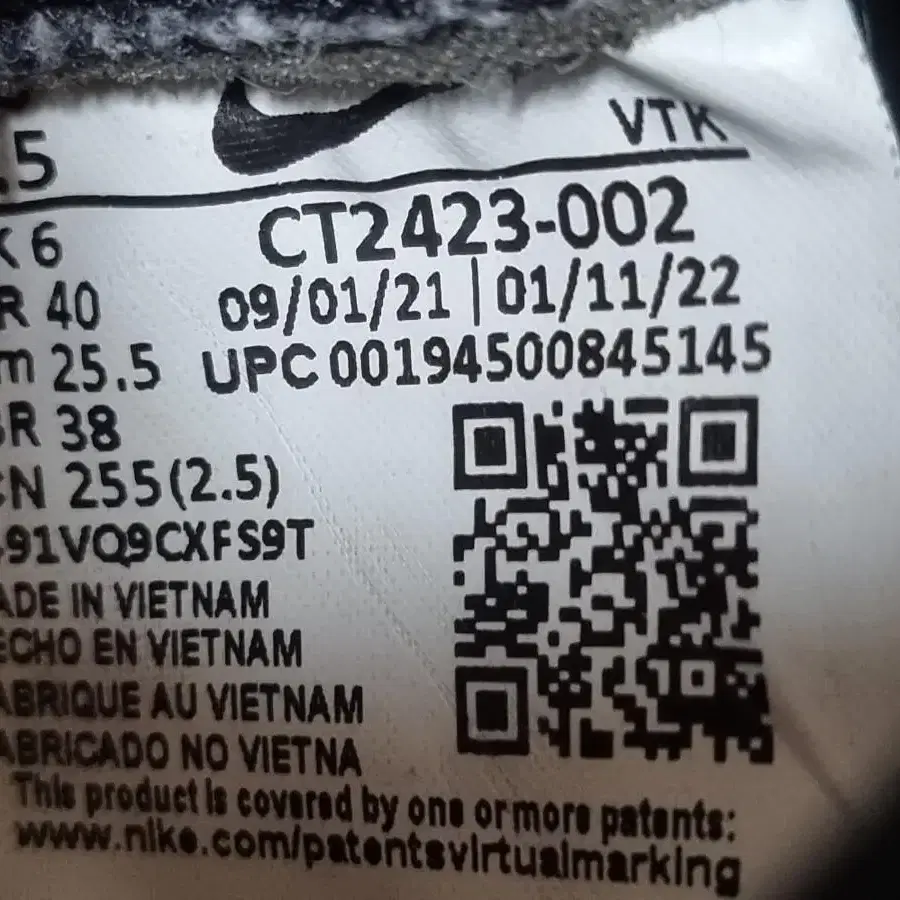 .5
VTK
K 6
CT2423-002
R 40
09/01/21 | 01/11/22
m 25.5
UPC 00194500845145
BR 38
CN 255(2.5)
91VQ9CXFS9T
ADE IN VIETNAM
ECHO EN VIETNAM
ABRIQUE AU VIETNAM
ABRICADO NO VIETNA
This product is covered by one or more patents:
www.nike.com/patentsvirtualmarking